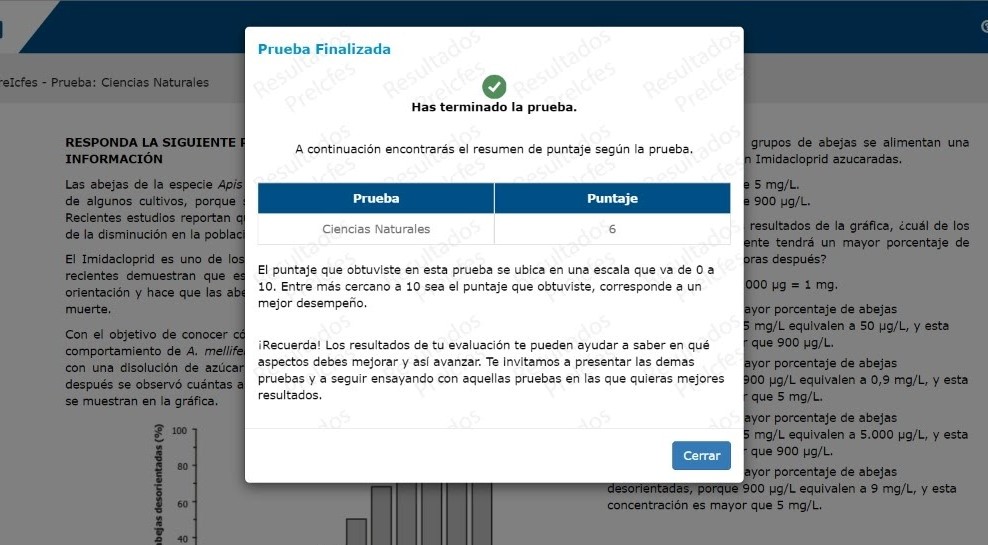 Prueba Finalizada
Has terminado la prueba.
A continuación encontrarás el resumen de puntaje según la prueba.
Prueba Puntaje
Ciencias Naturales 6
El puntaje que obtuviste en esta prueba se ubica en una escala que va de 0 a
10. Entre más cercano a 10 sea el puntaje que obtuviste, corresponde a un
mejor desempeño.
¡Recuerda! Los resultados de tu evaluación te pueden ayudar a saber en qué
aspectos debes mejorar y así avanzar. Te invitamos a presentar las demas
pruebas y a seguir ensayando con aquellas pruebas en las que quieras mejores
resultados.
Cerrar
Resultados
PreIcfes
reIcfes - Prueba: Ciencias Naturales
RESPONDA LA SIGUIENTE
INFORMACIÓN
Las abejas de la especie Apis
de algunos cultivos, porque
Recientes estudios reportan
de la disminución en la
El Imidacloprid es uno de los
recientes demuestran que
orientación y hace que las
muerte.
Con el objetivo de conocer
comportamiento de A.
con una disolución de azúcar
después se observó cuántas a
se muestran en la gráfica.
100
80
60
40
desorientadas (%)
grupos de abejas se alimentan una
Imidacloprid azucaradas.
5 mg/L.
900 µg/L.
resultados de la gráfica, ¿cuál de los
tendrá un mayor porcentaje de
después?
000 µg = 1 mg.
ayor porcentaje de abejas
5 mg/L equivalen a 50 µg/L, y esta
que 900 µg/L.
ayor porcentaje de abejas
900 µg/L equivalen a 0,9 mg/L, y esta
que 5 mg/L.
ayor porcentaje de abejas
5 mg/L equivalen a 5.000 µg/L, y esta
que 900 µg/L.
ayor porcentaje de abejas
desorientadas, porque 900 µg/L equivalen a 9 mg/L, y esta
concentración es mayor que 5 mg/L.